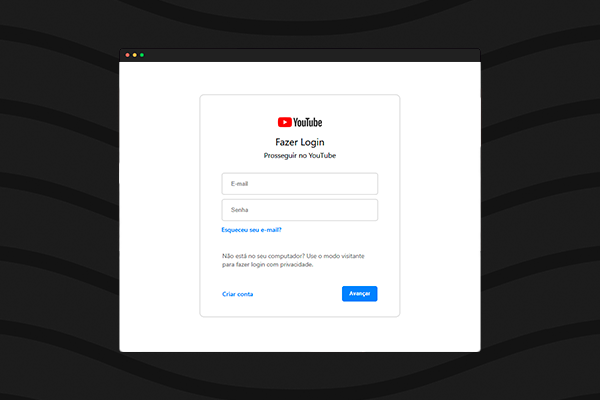 YouTube
Fazer Login
Prosseguir no YouTube
E-mail
Senha
Esqueceu seu e-mail?
Não está no seu computador? Use o modo visitante
para fazer login com privacidade.
Criar conta
Avançar